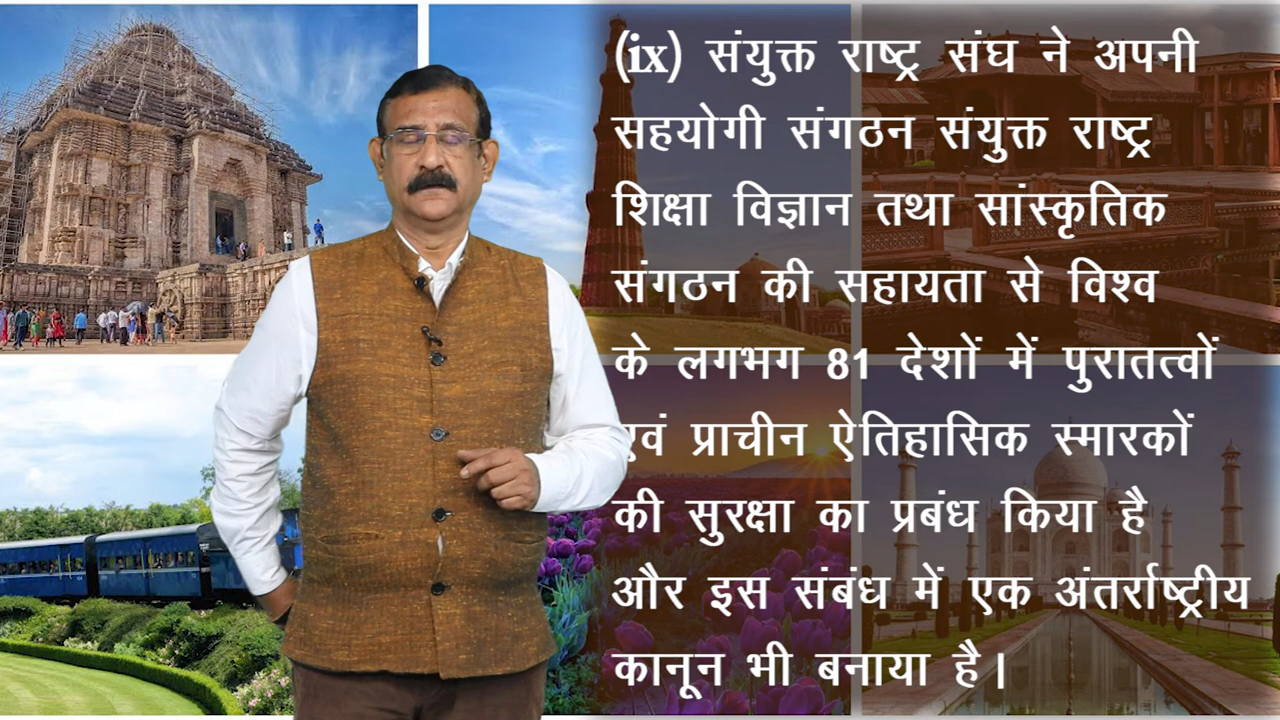 (ix) संयुक्त राष्ट्र संघ ने अपनी
सहयोगी संगठन संयुक्त राष्ट्र
शिक्षा विज्ञान तथा सांस्कृतिक
संगठन की सहायता से विश्व
के लगभग 81 देशों में पुरातत्वों
एवं प्राचीन ऐतिहासिक स्मारकों
की सुरक्षा का प्रबंध किया है
और इस संबंध में एक अंतर्राष्ट्रीय
कानून भी बनाया है।